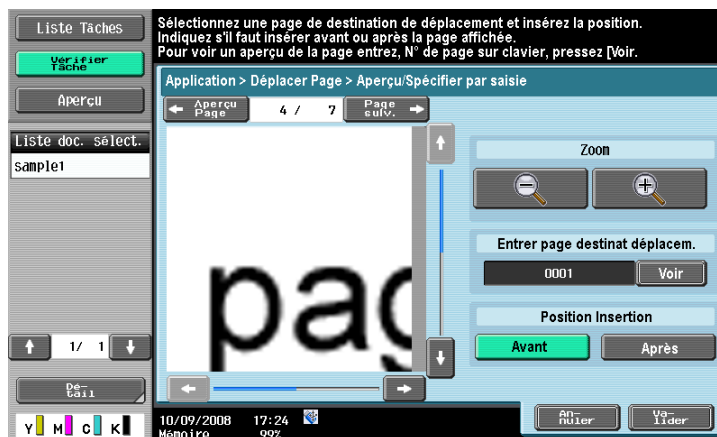 Liste Tâches
Vérifier
Tâche
Aperçu
Liste doc. sélect.
sample1
1/ 1
Dé-
tail
Y M C K
Sélectionnez une page de destination de déplacement et insérez la position.
Indiquez s'il faut insérer avant ou après la page affichée.
Pour voir un aperçu de la page entrez, N° de page sur clavier, pressez [Voir.
Application > Déplacer Page > Aperçu/Spécifier par saisie
Aperçu
Page
4 / 7
Page
suiv.
pag
Zoom
Entrer page destinat déplacem.
0001
Voir
Position Insertion
Avant
Après
10/09/2008 17:24
Mémoire 99%
An-
nuler
Va-
lider